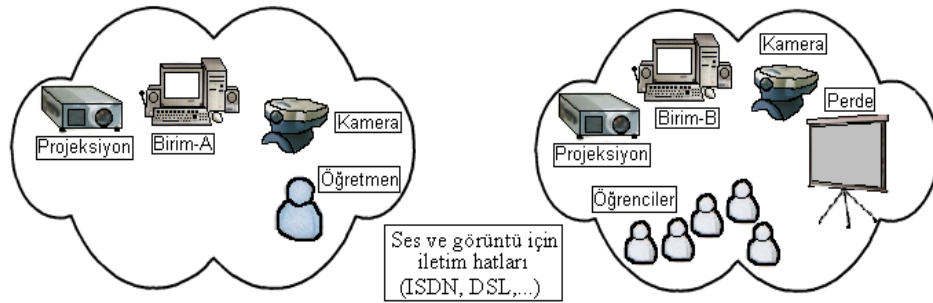 Projeksiyon
Birim-A
Kamera
Öğretmen
Ses ve görüntü için
iletim hatları
(ISDN, DSL,...)
Kamera
Birim-B
Perde
Projeksiyon
Öğrenciler